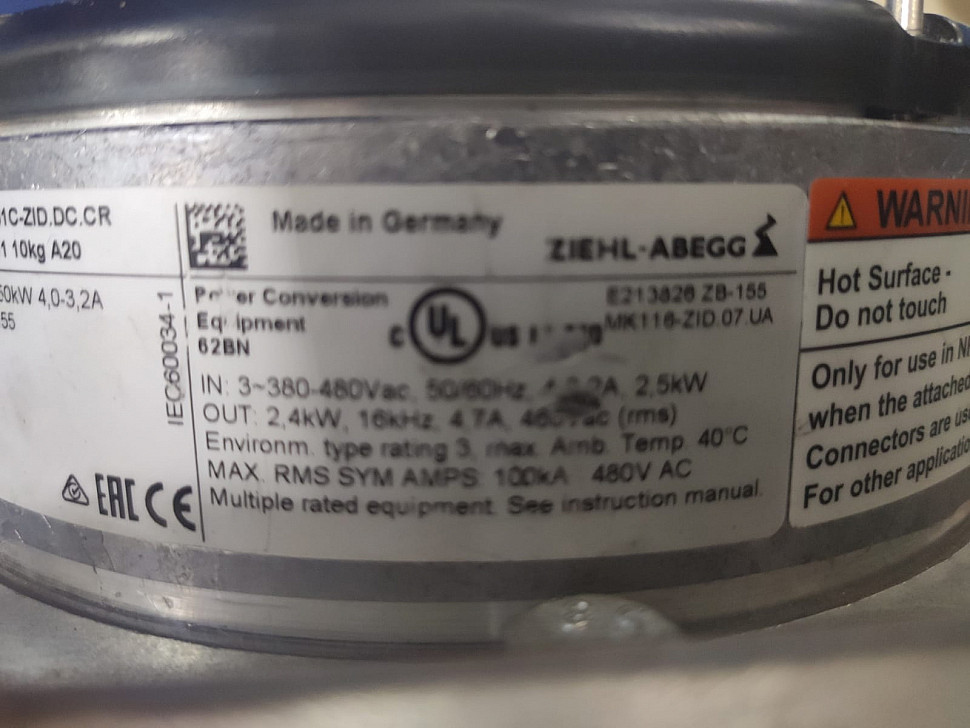 1C-ZID.DC.CR
1 10kg A20
50kW 4,0-3,2A
55
IEC60034-1
EAC CE
Made in Germany
ZIEHL-ABEGG
Power Conversion
Equipment
62BN
c UL US
E213826 ZB-155
MK116-ZID.07.UA
IN: 3~380-480Vac, 50/60Hz, 2,5kW
OUT: 2,4kW, 16kHz, 4.7A, (rms)
Environm. type rating 3, max. Amb. Temp. 40°C
MAX. RMS SYM AMPS: 100kA 480V AC
Multiple rated equipment. See instruction manual.
WARNI
Hot Surface -
Do not touch
Only for use in
when the attached
Connectors are
For other